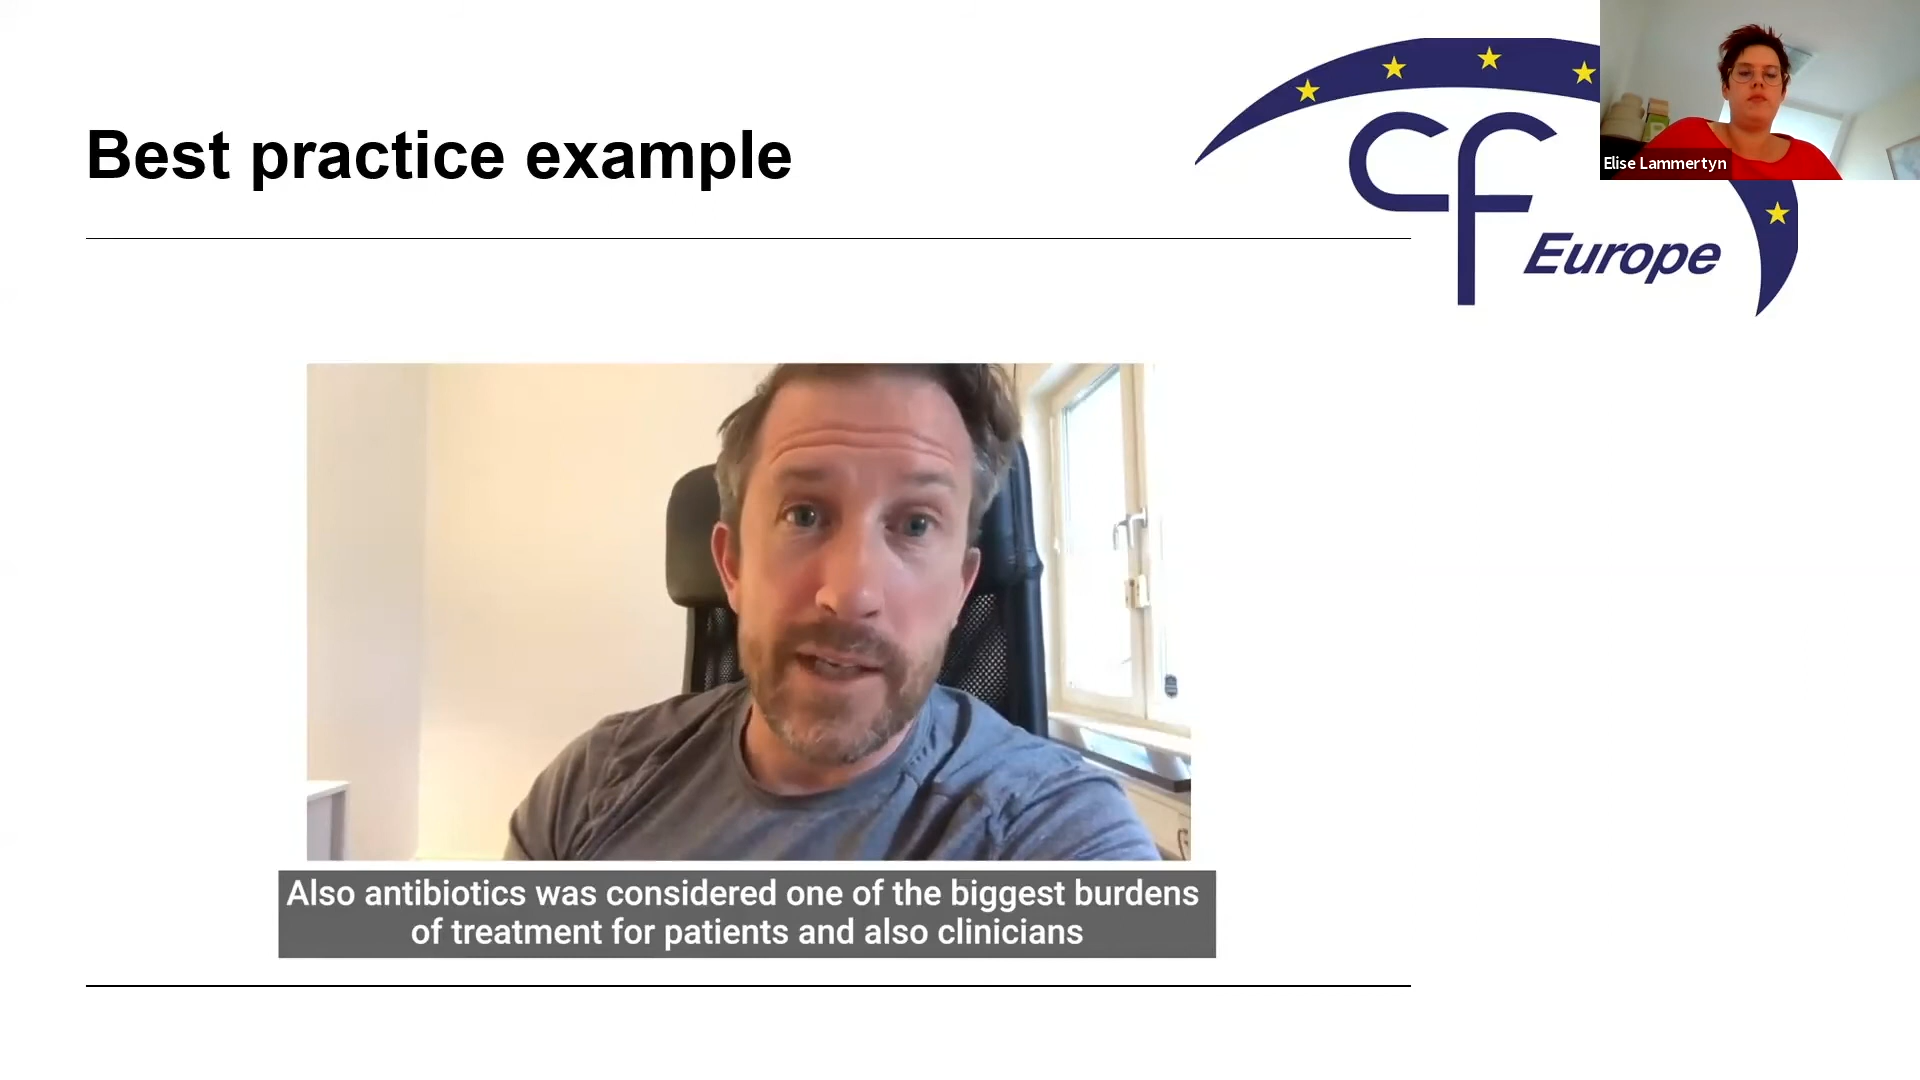 Best practice example
CF
Europe
Elise Lammertyn
Also antibiotics was considered one of the biggest burdens
of treatment for patients and also clinicians